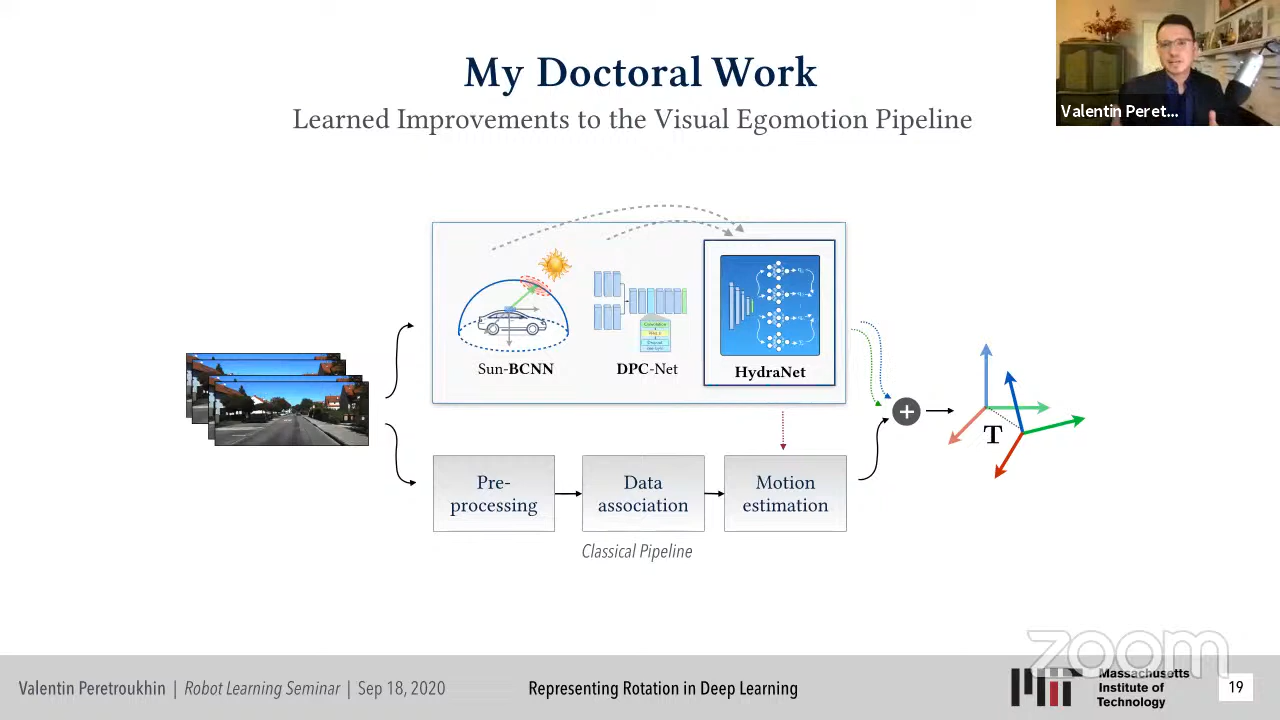 My Doctoral Work
Learned Improvements to the Visual Egomotion Pipeline
Valentin Peret...
Sun-BCNN
DPC-Net
HydraNet
T
Pre-
processing
Data
association
Motion
estimation
Classical Pipeline
zoom
Valentin Peretroukhin | Robot Learning Seminar | Sep 18, 2020
Representing Rotation in Deep Learning
Massachusetts
Institute of
Technology
19